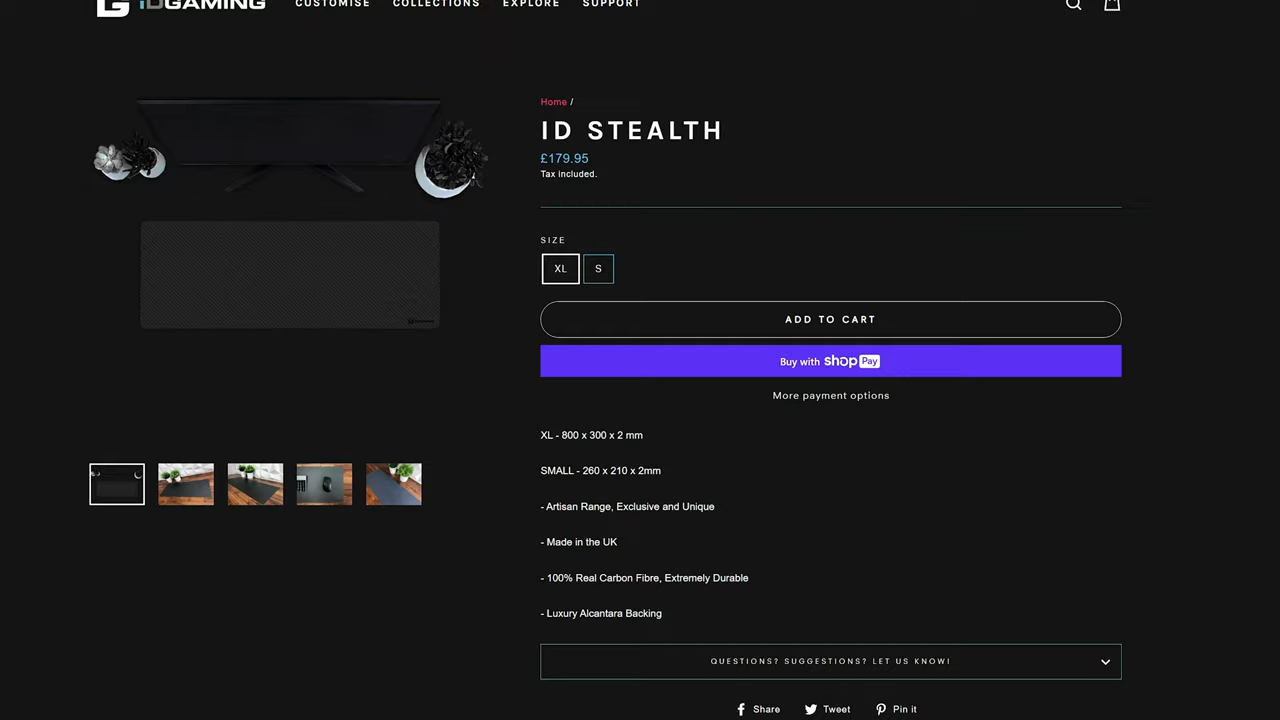 iDGAMING
CUSTOMISE COLLECTIONS EXPLORE SUPPORT
Home /
ID STEALTH
£179.95
Tax included.
SIZE
XL S
ADD TO CART
Buy with shop Pay
More payment options
XL - 800 x 300 x 2 mm
SMALL - 260 x 210 x 2mm
- Artisan Range, Exclusive and Unique
- Made in the UK
- 100% Real Carbon Fibre, Extremely Durable
- Luxury Alcantara Backing
QUESTIONS? SUGGESTIONS? LET US KNOW!
Share Tweet Pin it